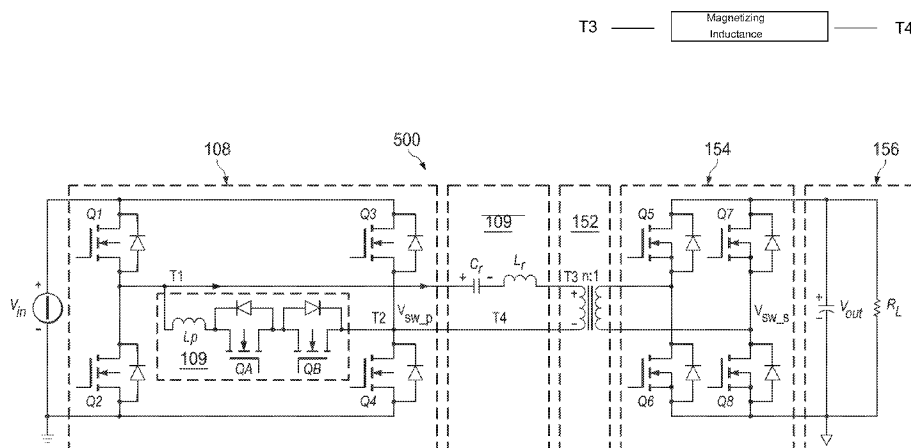 T3
Magnetizing
Inductance
T4
108
500
154
156
Q1
Q3
109
152
Q5
Q7
T1
+
Cr
-
Lr
T3 n:1
+
Vin
+
-
Lp
109
QA
QB
T2
Vsw_p
T4
-
Vsw_s
+
Vout
-
RL
Q2
Q4
Q6
Q8